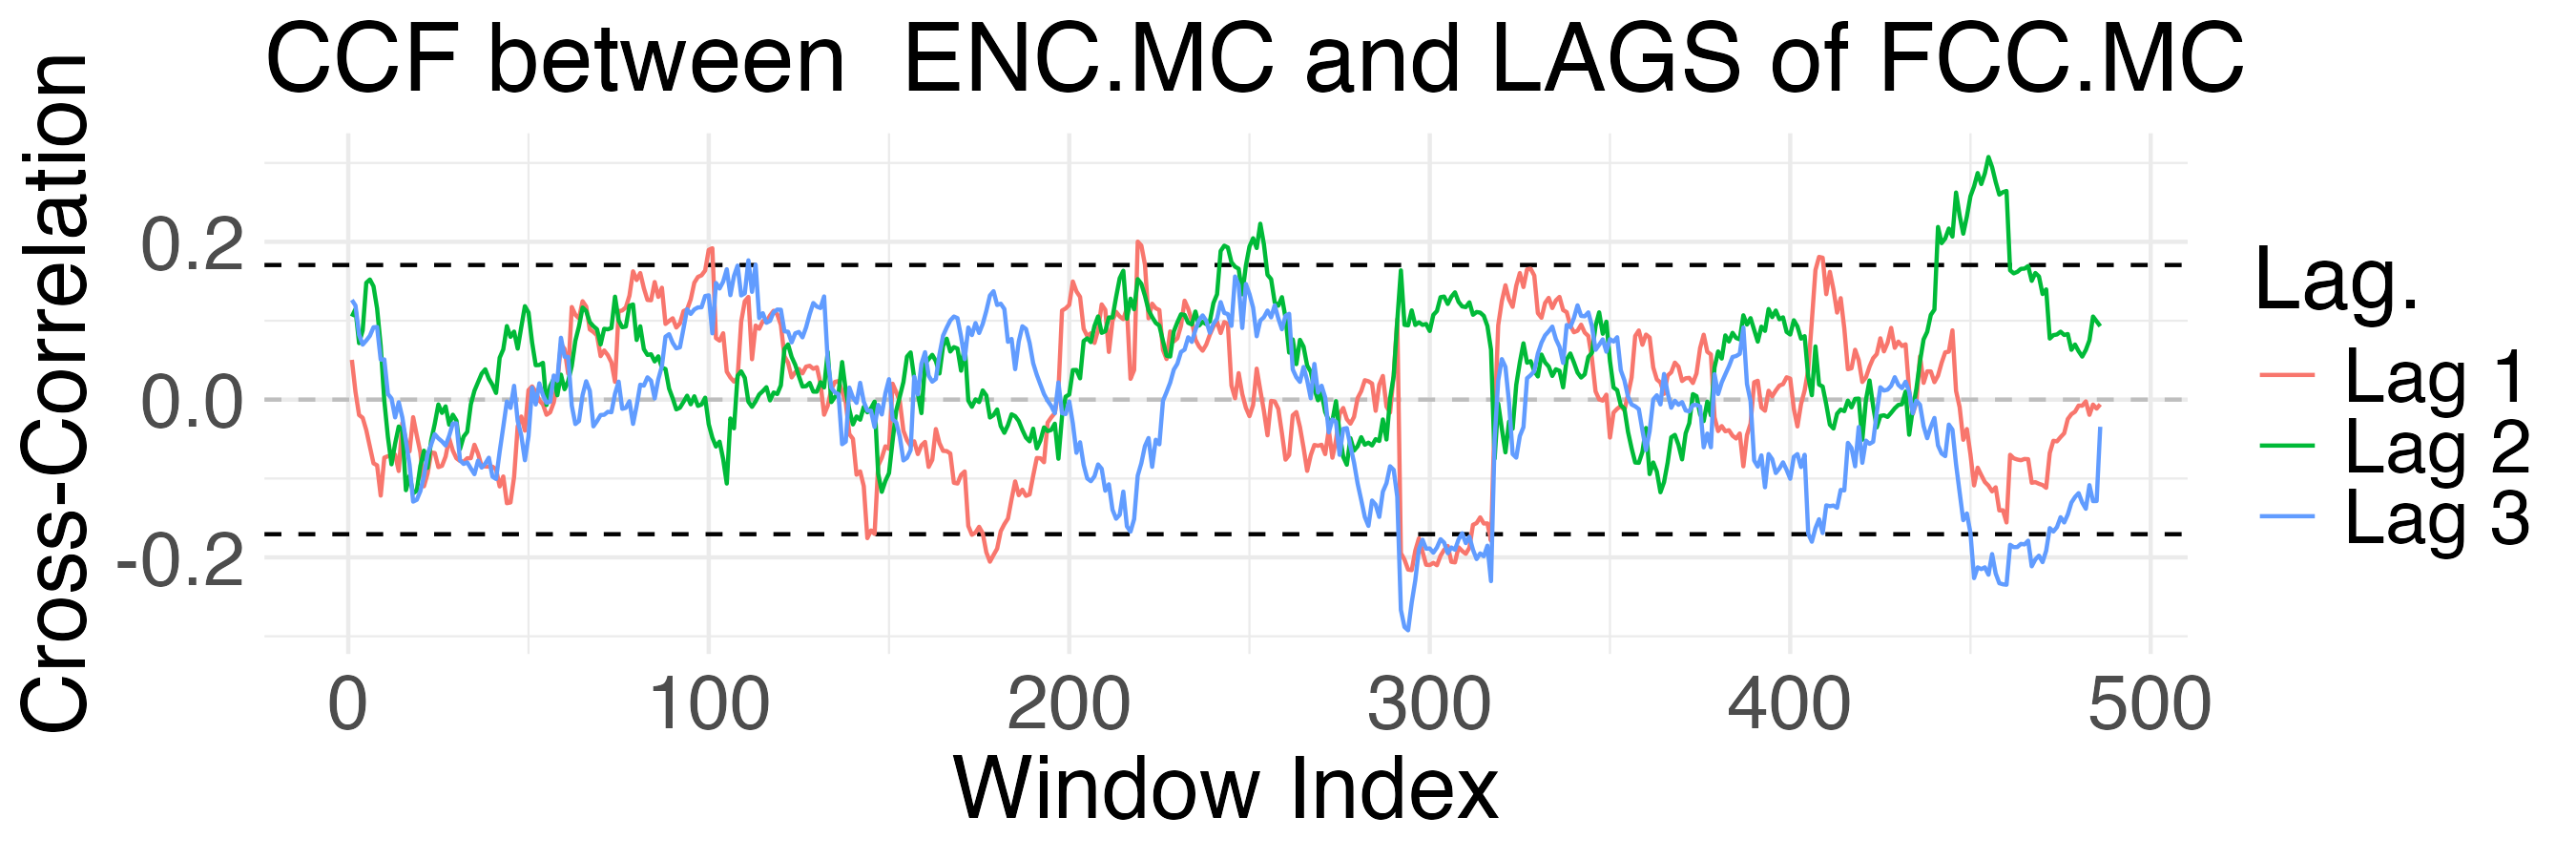 CCF between  ENC.MC and LAGS of FCC.MC
Cross-Correlation
0.2
0.0
-0.2
0 100 200 300 400 500
Window Index
Lag.
Lag 1
Lag 2
Lag 3